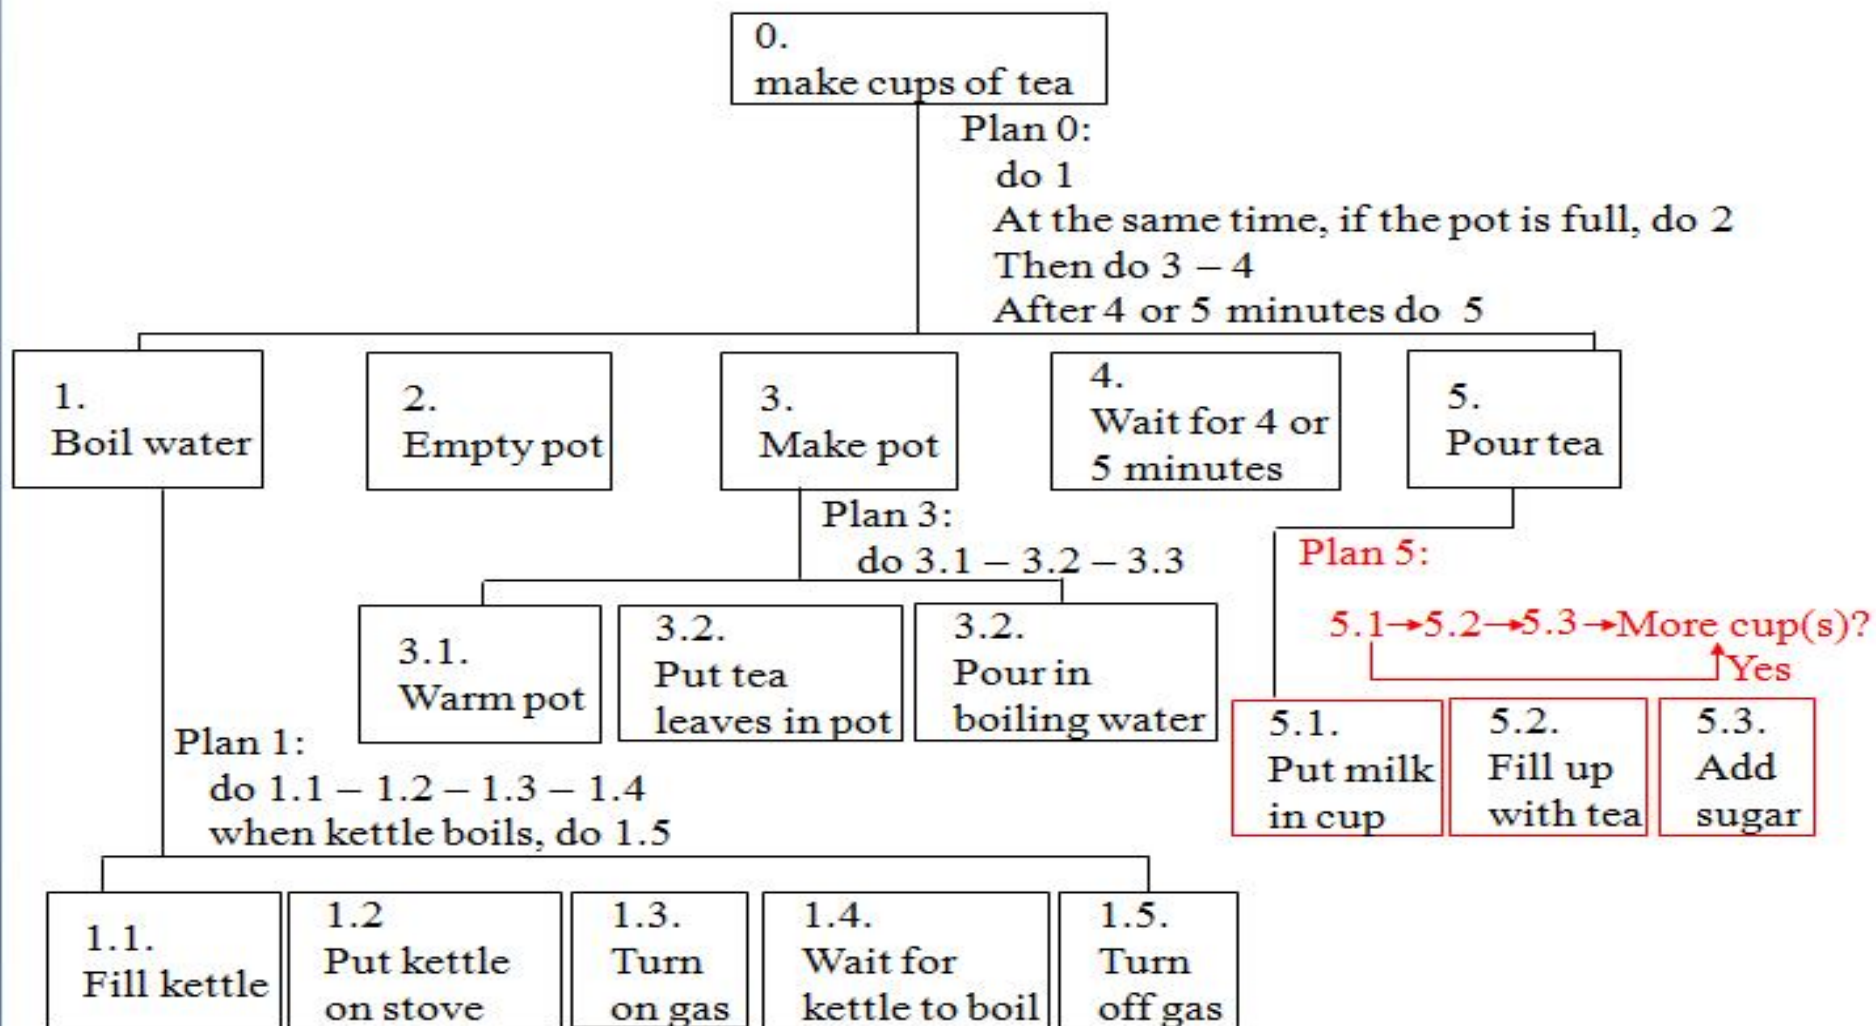 0.
make cups of tea
Plan 0:
do 1
At the same time, if the pot is full, do 2
Then do 3 – 4
After 4 or 5 minutes do 5
1.
Boil water
2.
Empty pot
3.
Make pot
4.
Wait for 4 or
5 minutes
5.
Pour tea
Plan 3:
do 3.1 – 3.2 – 3.3
3.1.
Warm pot
3.2.
Put tea
leaves in pot
3.2.
Pour in
boiling water
Plan 5:
5.1→5.2→5.3→More cup(s)?
Yes
5.1.
Put milk
in cup
5.2.
Fill up
with tea
5.3.
Add
sugar
Plan 1:
do 1.1 – 1.2 – 1.3 – 1.4
when kettle boils, do 1.5
1.1.
Fill kettle
1.2
Put kettle
on stove
1.3.
Turn
on gas
1.4.
Wait for
kettle to boil
1.5.
Turn
off gas